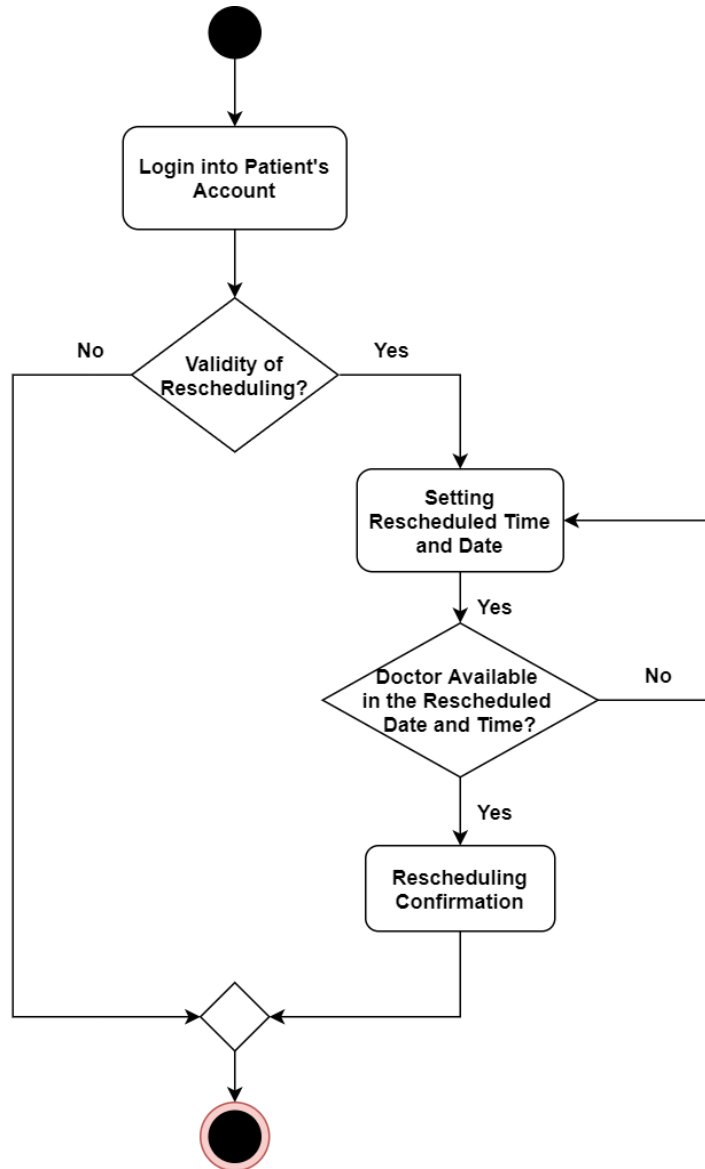 Login into Patient's
Account
No
Yes
Validity of
Rescheduling?
Setting
Rescheduled Time
and Date
Yes
Doctor Available
in the Rescheduled
Date and Time?
No
Yes
Rescheduling
Confirmation